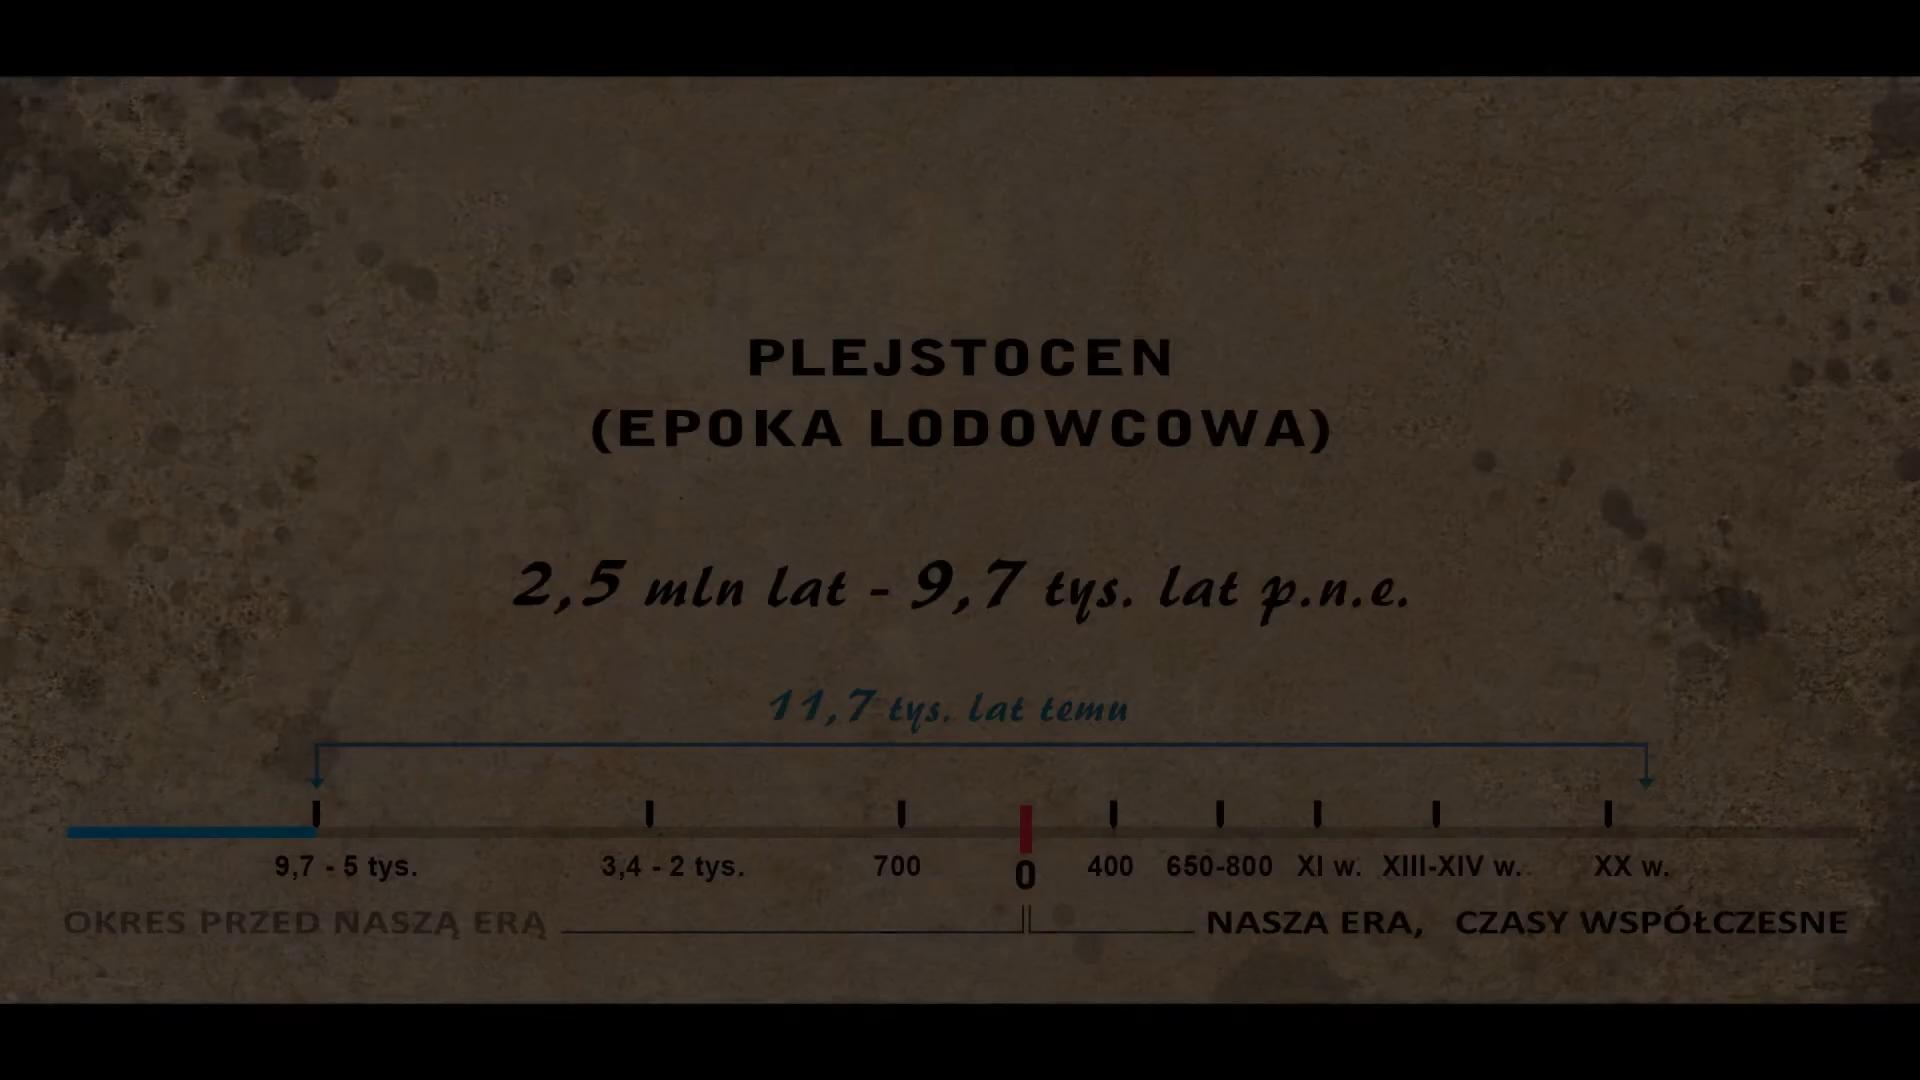 PLEJSTOCEN
(EPOKA LODOWCOWA)
2,5 mln lat - 9,7 tys. lat p.n.e.
11,7 tys. lat temu
9,7 - 5 tys. 3,4 - 2 tys. 700 0 400 650-800 XI w. XIII-XIV w. XX w.
OKRES PRZED NASZĄ ERĄ NASZA ERA, CZASY WSPÓŁCZESNE